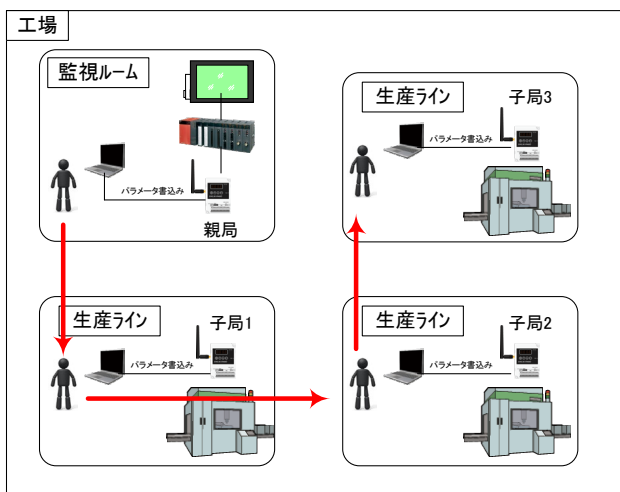 工場
監視ルーム
パラメータ書込み
親局
生産ライン
子局3
パラメータ書込み
生産ライン
子局1
パラメータ書込み
生産ライン
子局2
パラメータ書込み